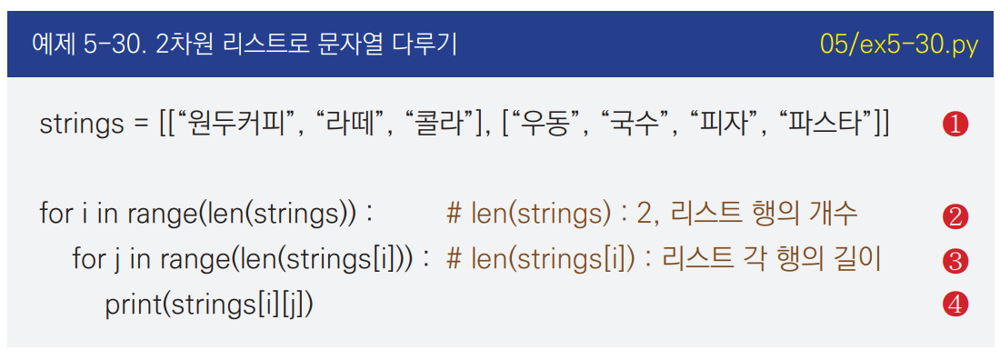 예제 5-30. 2차원 리스트로 문자열 다루기 05/ex5-30.py
strings = [[“원두커피”, “라떼”, “콜라”], [“우동”, “국수”, “피자”, “파스타”]] ❶
for i in range(len(strings)) : # len(strings) : 2, 리스트 행의 개수 ❷
for j in range(len(strings[i])) : # len(strings[i]) : 리스트 각 행의 길이 ❸
print(strings[i][j]) ❹